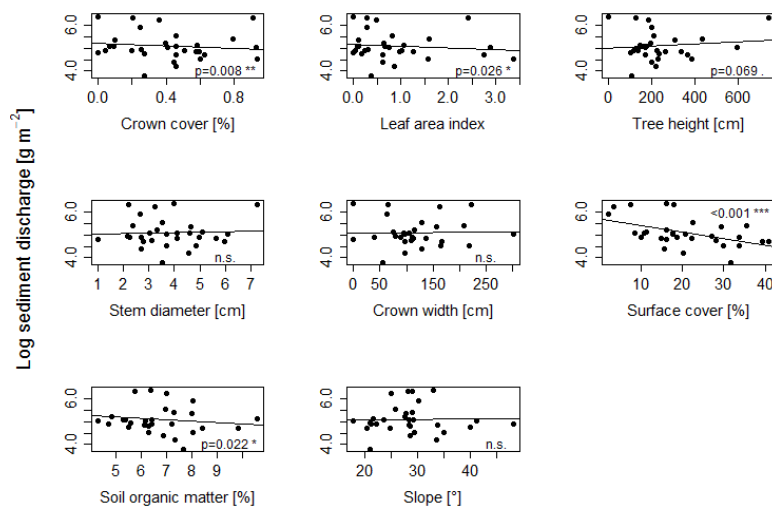 Log sediment discharge [g m⁻²]
6.0
4.0
p=0.008 **
0.0 0.4 0.8
Crown cover [%]
6.0
4.0
p=0.026 *
0.0 1.0 2.0 3.0
Leaf area index
6.0
4.0
p=0.069 .
0 200 400 600
Tree height [cm]
6.0
4.0
n.s.
1 2 3 4 5 6 7
Stem diameter [cm]
6.0
4.0
n.s.
0 50 150 250
Crown width [cm]
6.0
4.0
<0.001 ***
0 10 20 30 40
Surface cover [%]
6.0
4.0
p=0.022 *
5 6 7 8 9
Soil organic matter [%]
6.0
4.0
n.s.
20 30 40
Slope [°]